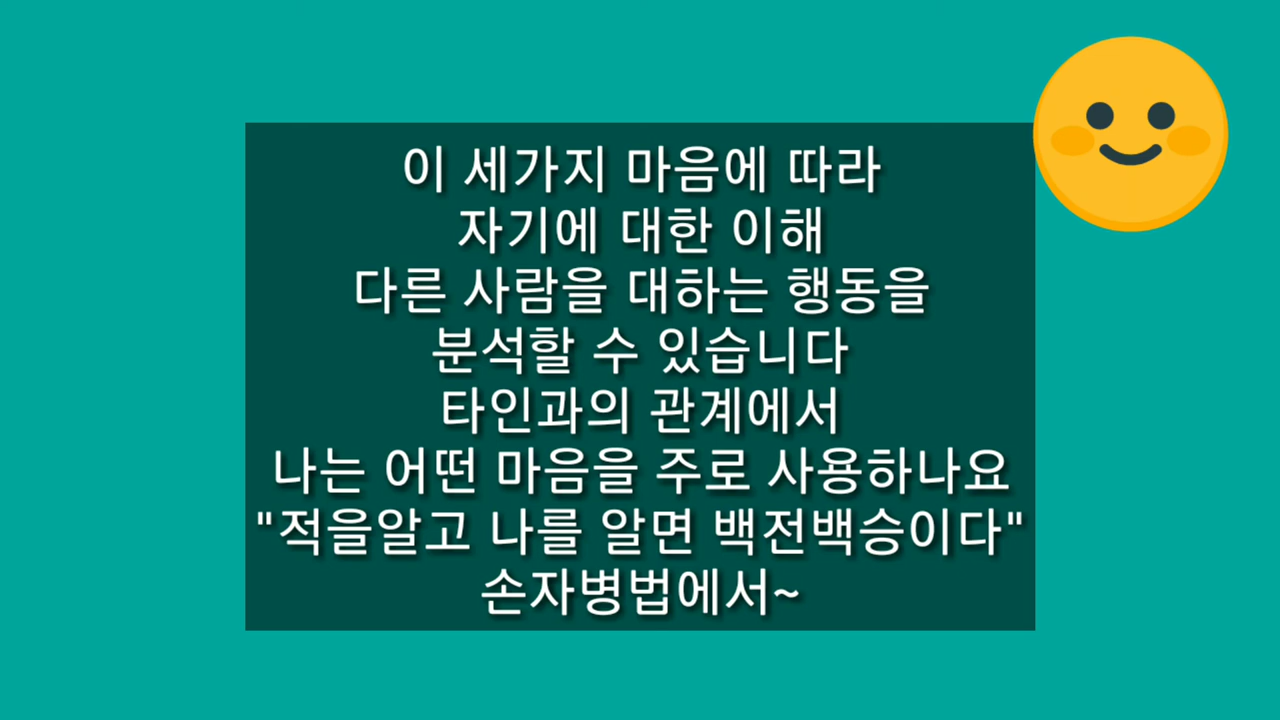 이 세가지 마음에 따라
자기에 대한 이해
다른 사람을 대하는 행동을
분석할 수 있습니다
타인과의 관계에서
나는 어떤 마음을 주로 사용하나요
"적을알고 나를 알면 백전백승이다"
손자병법에서~